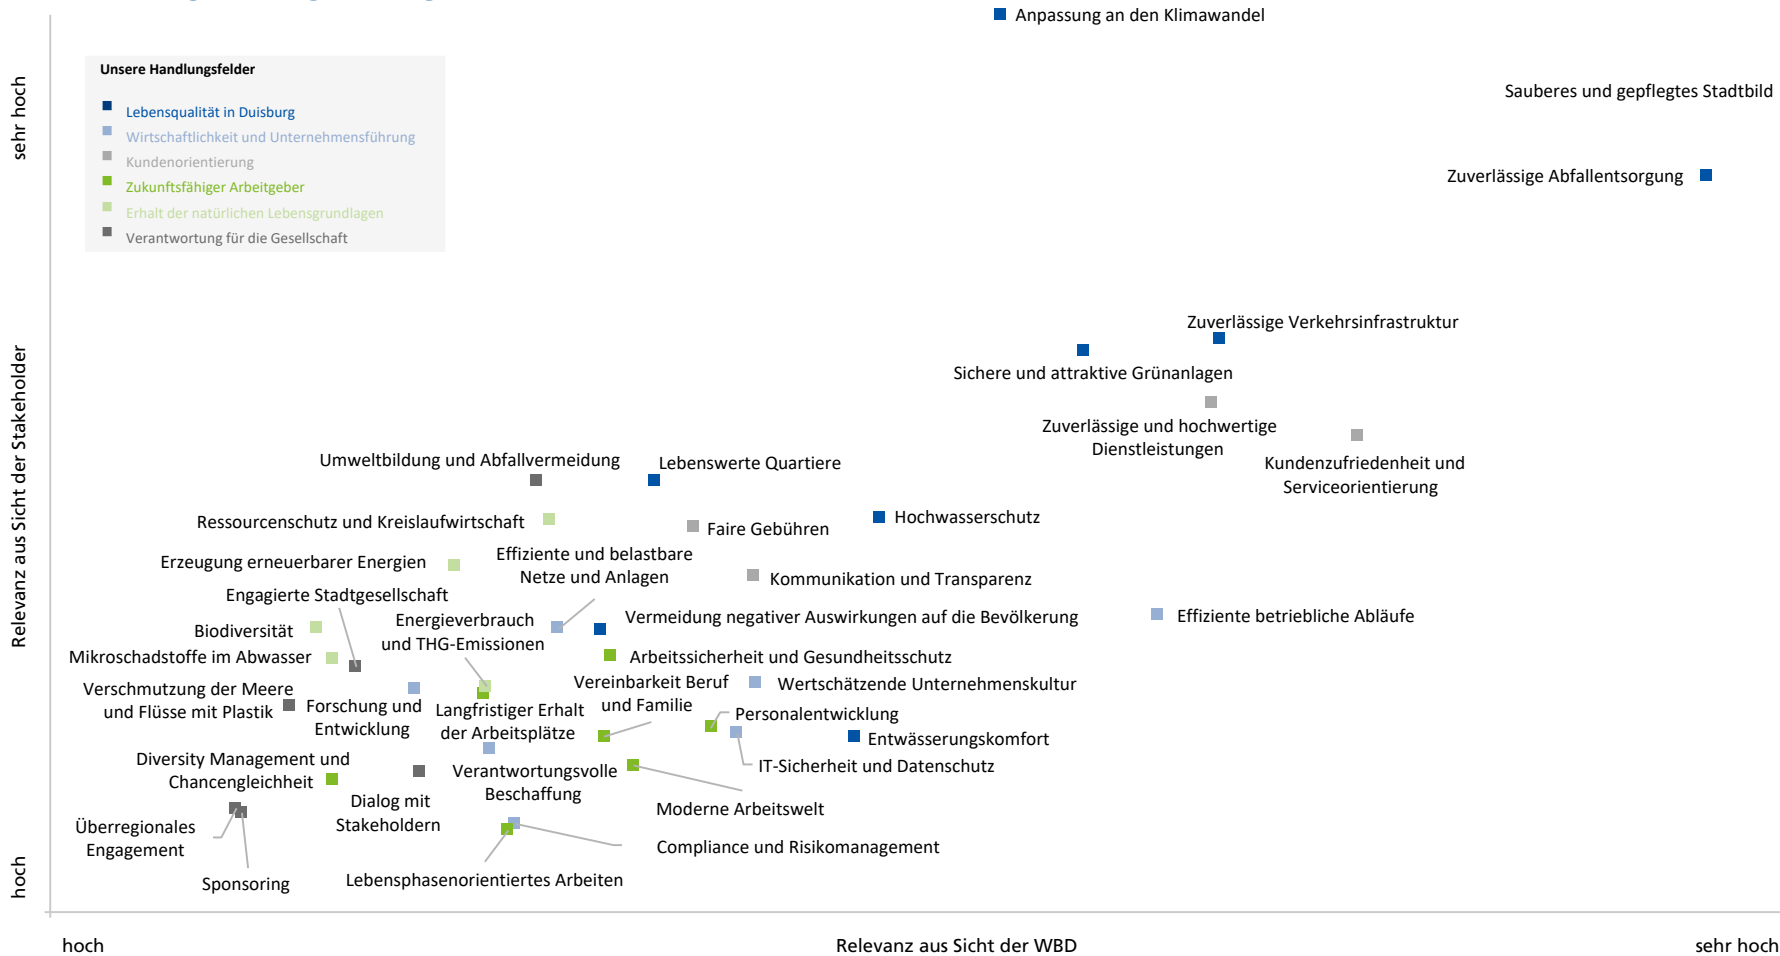 Anpassung an den Klimawandel
sehr hoch
Unsere Handlungsfelder
Lebensqualität in Duisburg
Wirtschaftlichkeit und Unternehmensführung
Kundenorientierung
Zukunftsfähiger Arbeitgeber
Erhalt der natürlichen Lebensgrundlagen
Verantwortung für die Gesellschaft
Sauberes und gepflegtes Stadtbild
Zuverlässige Abfallentsorgung
Zuverlässige Verkehrsinfrastruktur
Sichere und attraktive Grünanlagen
Zuverlässige und hochwertige
Dienstleistungen
Kundenzufriedenheit und
Serviceorientierung
Relevanz aus Sicht der Stakeholder
Umweltbildung und Abfallvermeidung
Lebenswerte Quartiere
Ressourcenschutz und Kreislaufwirtschaft
Faire Gebühren
Hochwasserschutz
Erzeugung erneuerbarer Energien
Effiziente und belastbare
Netze und Anlagen
Kommunikation und Transparenz
Engagierte Stadtgesellschaft
Energieverbrauch
und THG-Emissionen
Vermeidung negativer Auswirkungen auf die Bevölkerung
Effiziente betriebliche Abläufe
Biodiversität
Mikroschadstoffe im Abwasser
Arbeitssicherheit und Gesundheitsschutz
Verschmutzung der Meere
und Flüsse mit Plastik
Forschung und
Entwicklung
Langfristiger Erhalt
der Arbeitsplätze
Vereinbarkeit Beruf
und Familie
Wertschätzende Unternehmenskultur
Personalentwicklung
Entwässerungskomfort
IT-Sicherheit und Datenschutz
Diversity Management und
Chancengleichheit
Dialog mit
Stakeholdern
Verantwortungsvolle
Beschaffung
Moderne Arbeitswelt
Überregionales
Engagement
Compliance und Risikomanagement
Sponsoring
Lebensphasenorientiertes Arbeiten
hoch
hoch
Relevanz aus Sicht der WBD
sehr hoch